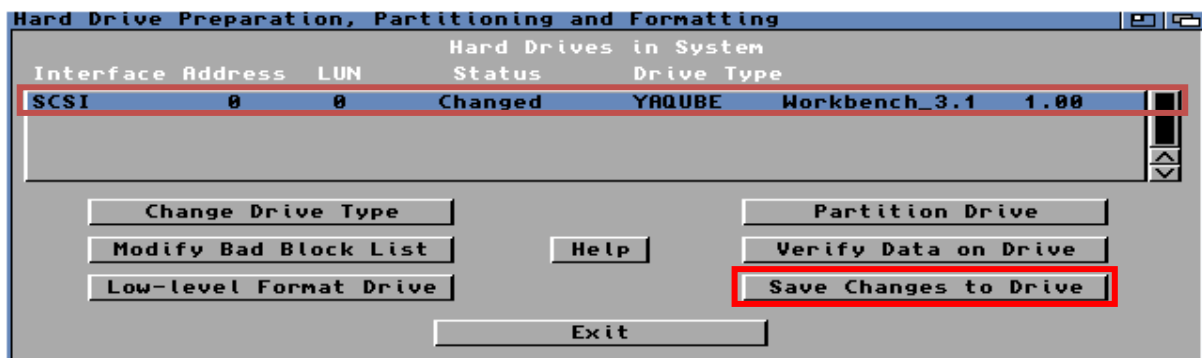 Hard Drive Preparation, Partitioning and Formatting
Hard Drives in System
Interface Address LUN Status Drive Type
SCSI 0 0 Changed YAQUBE Workbench_3.1 1.00
Change Drive Type Partition Drive
Modify Bad Block List Help Verify Data on Drive
Low-level Format Drive Save Changes to Drive
Exit